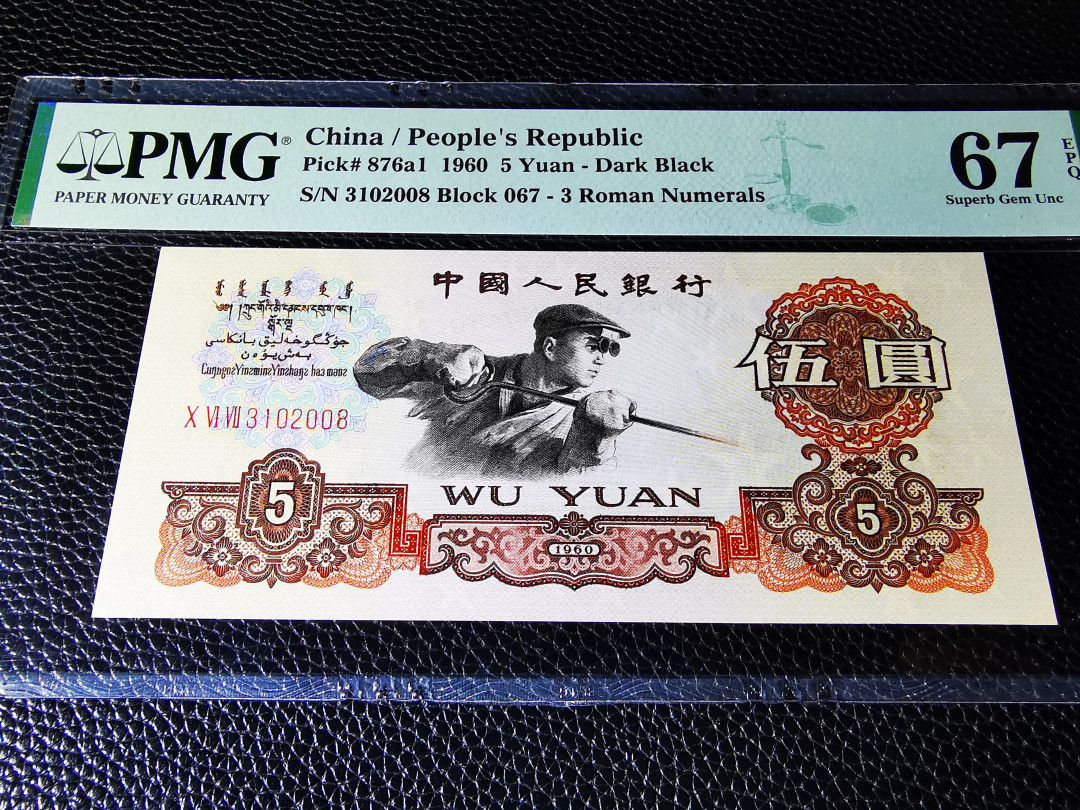 PMG®
PAPER MONEY GUARANTY
China / People's Republic
Pick# 876a1 1960 5 Yuan - Dark Black
S/N 3102008 Block 067 - 3 Roman Numerals
67
Superb Gem Unc
E
P
Q
中國人民銀行
X VI VII 3102008
伍圓
WU YUAN
5
1960
5